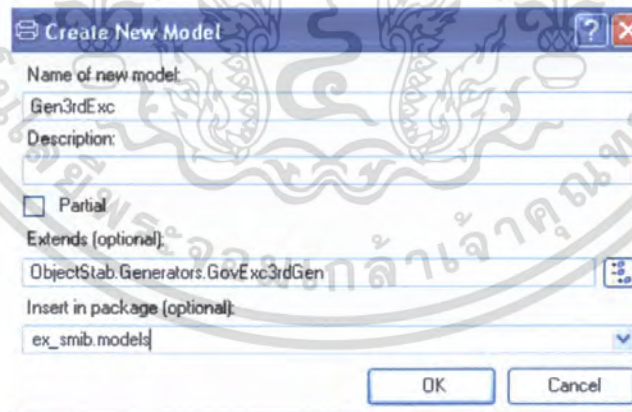 Create New Model
Name of new model:
Gen3rdExc
Description:
Partial
Extends (optional):
ObjectStab.Generators.GovExc3rdGen
Insert in package (optional):
ex_smib.models
OK
Cancel